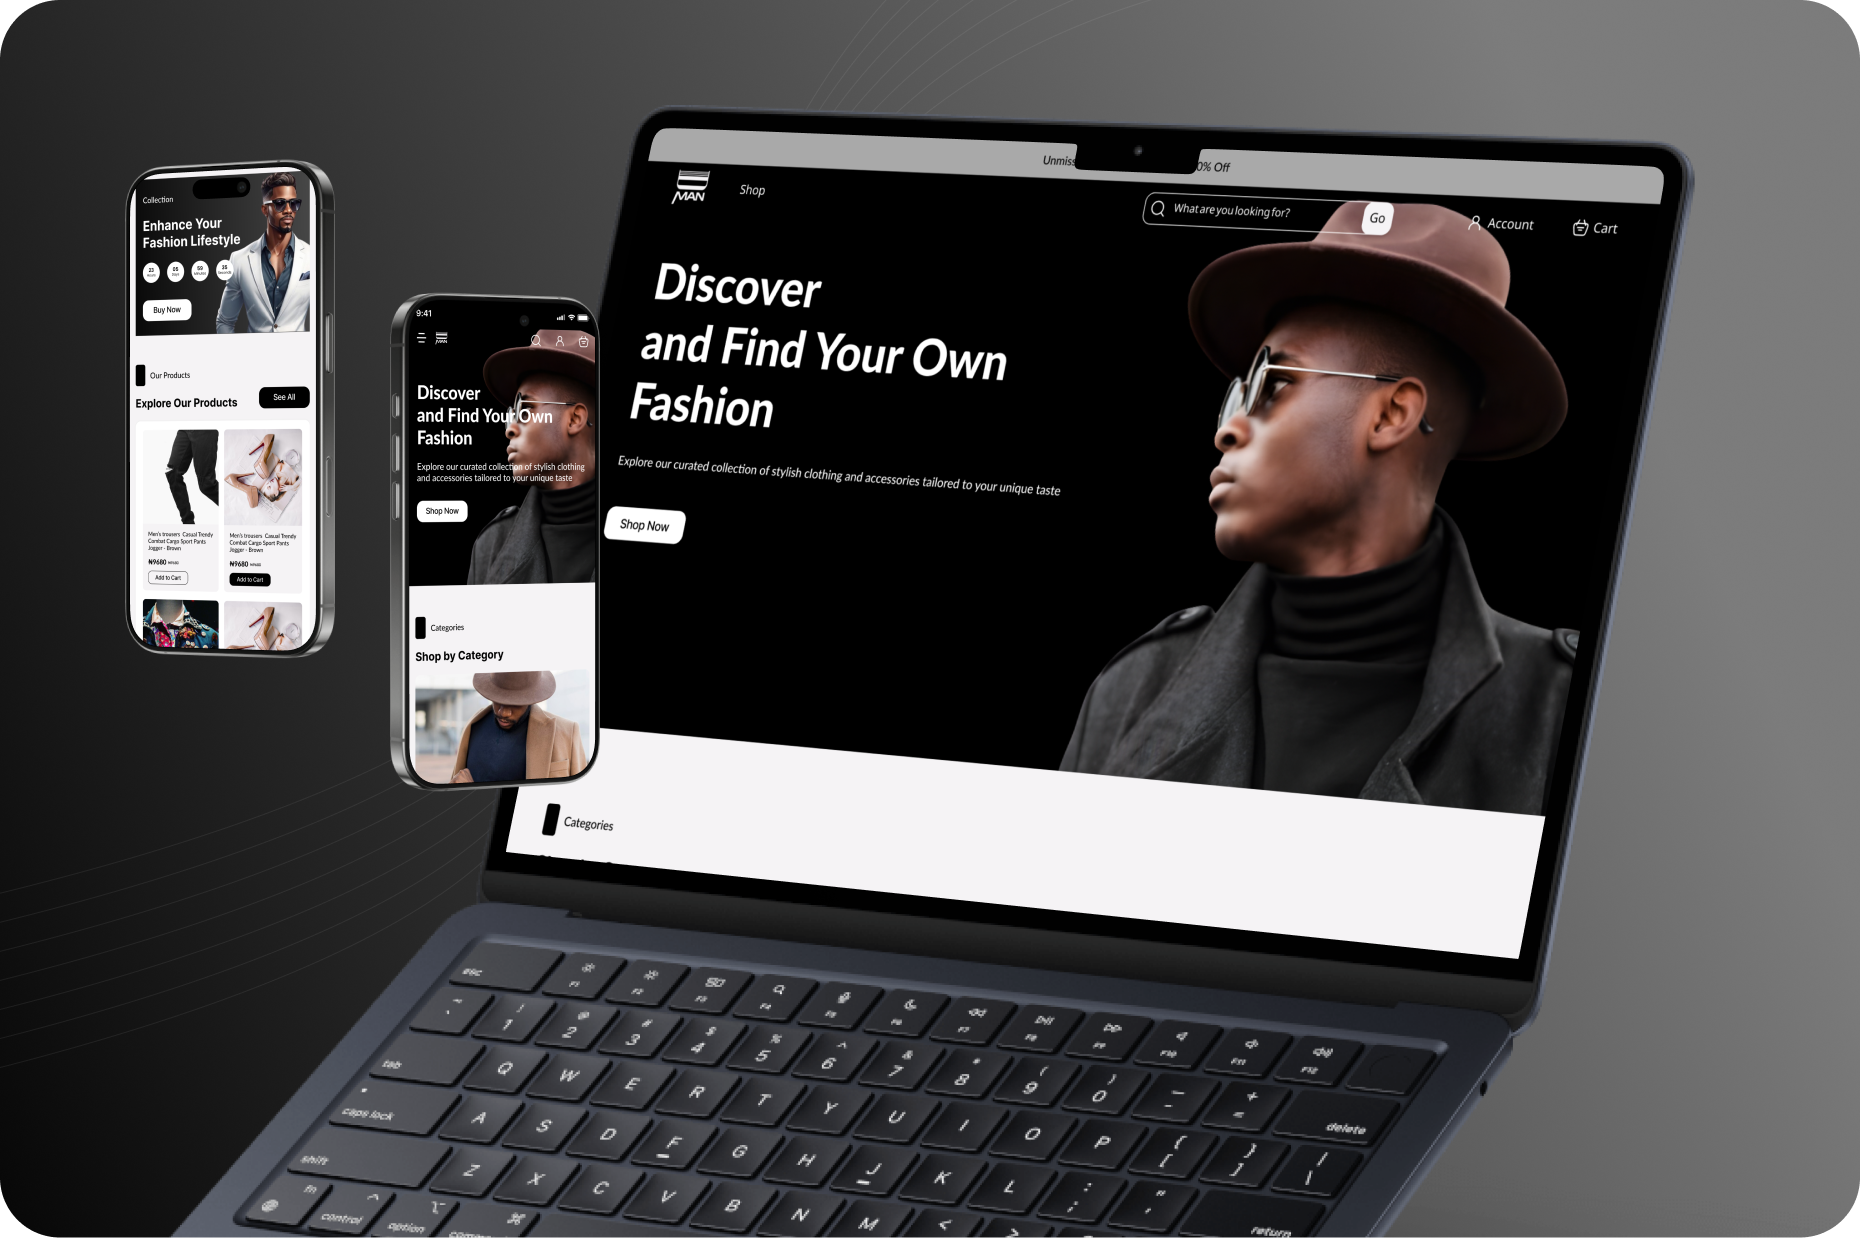 Collection
Enhance Your
Fashion Lifestyle
23
05
59
35
Buy Now
Our Products
Explore Our Products
See All
Men's trousers Casual Trendy
Combat Cargo Sport Pants
Jogger - Brown
₦9680
Add to Cart
Men's trousers Casual Trendy
Combat Cargo Sport Pants
Jogger - Brown
₦9680
Add to Cart
9:41
MAN
Discover
and Find Your Own
Fashion
Explore our curated collection of stylish clothing
and accessories tailored to your unique taste
Shop Now
Categories
Shop by Category
Unmiss 0% Off
MAN
Shop
What are you looking for?
Go
Account
Cart
Discover
and Find Your Own
Fashion
Explore our curated collection of stylish clothing and accessories tailored to your unique taste
Shop Now
Categories
esc F1 F2 F3 F4 F5 F6 F7 F8 F9 F10 F11 F12
! @ # $ % ^ & * ( ) _ +
1 2 3 4 5 6 7 8 9 0 - = delete
tab Q W E R T Y U I O P { [ } ] | \
caps lock A S D F G H J K L : ; " ' return
shift Z X C V B N M <
fn control option